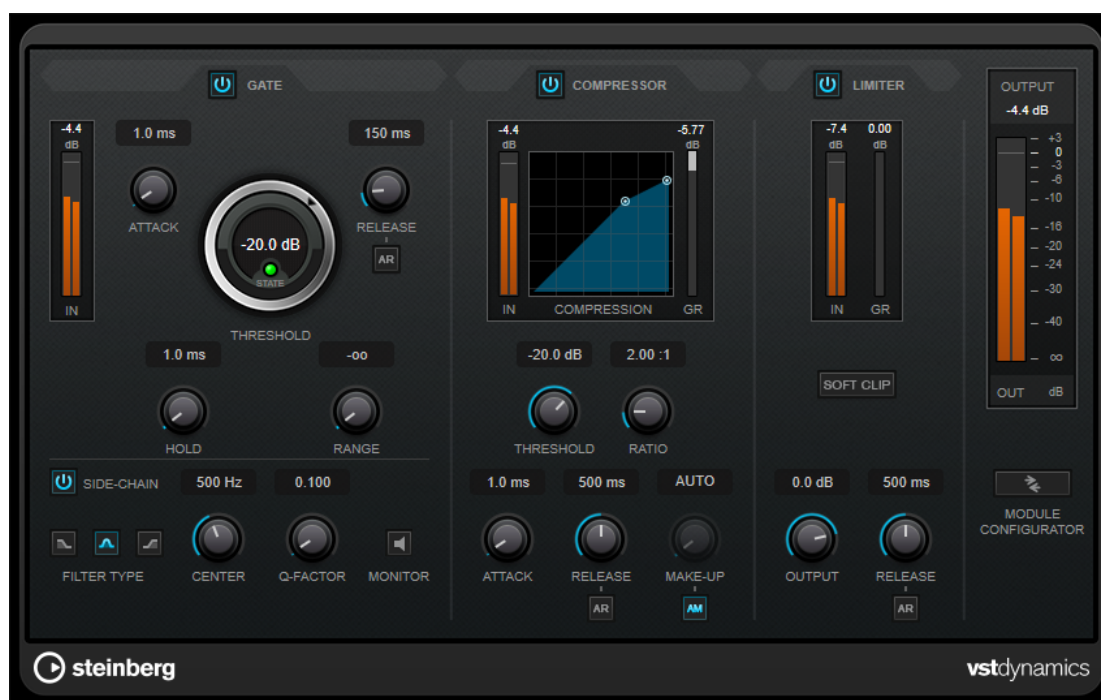 GATE
COMPRESSOR
LIMITER
OUTPUT
-4.4 dB
-4.4
dB
IN
1.0 ms
ATTACK
150 ms
RELEASE
AR
-20.0 dB
STATE
THRESHOLD
1.0 ms
HOLD
-oo
RANGE
SIDE-CHAIN
500 Hz
0.100
FILTER TYPE
CENTER
Q-FACTOR
MONITOR
-4.4
dB
-5.77
dB
IN
COMPRESSION
GR
-20.0 dB
2.00 :1
THRESHOLD
RATIO
1.0 ms
500 ms
AUTO
ATTACK
RELEASE
MAKE-UP
AR
AM
-7.4
0.00
dB
dB
IN
GR
SOFT CLIP
0.0 dB
500 ms
OUTPUT
RELEASE
AR
+3
0
-3
-6
-10
-16
-20
-24
-30
-40
∞
OUT
dB
MODULE
CONFIGURATOR
steinberg
vstdynamics